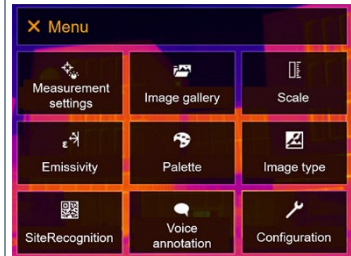 Menu
Measurement
settings
Image gallery
Scale
ε
Emissivity
Palette
Image type
SiteRecognition
Voice
annotation
Configuration